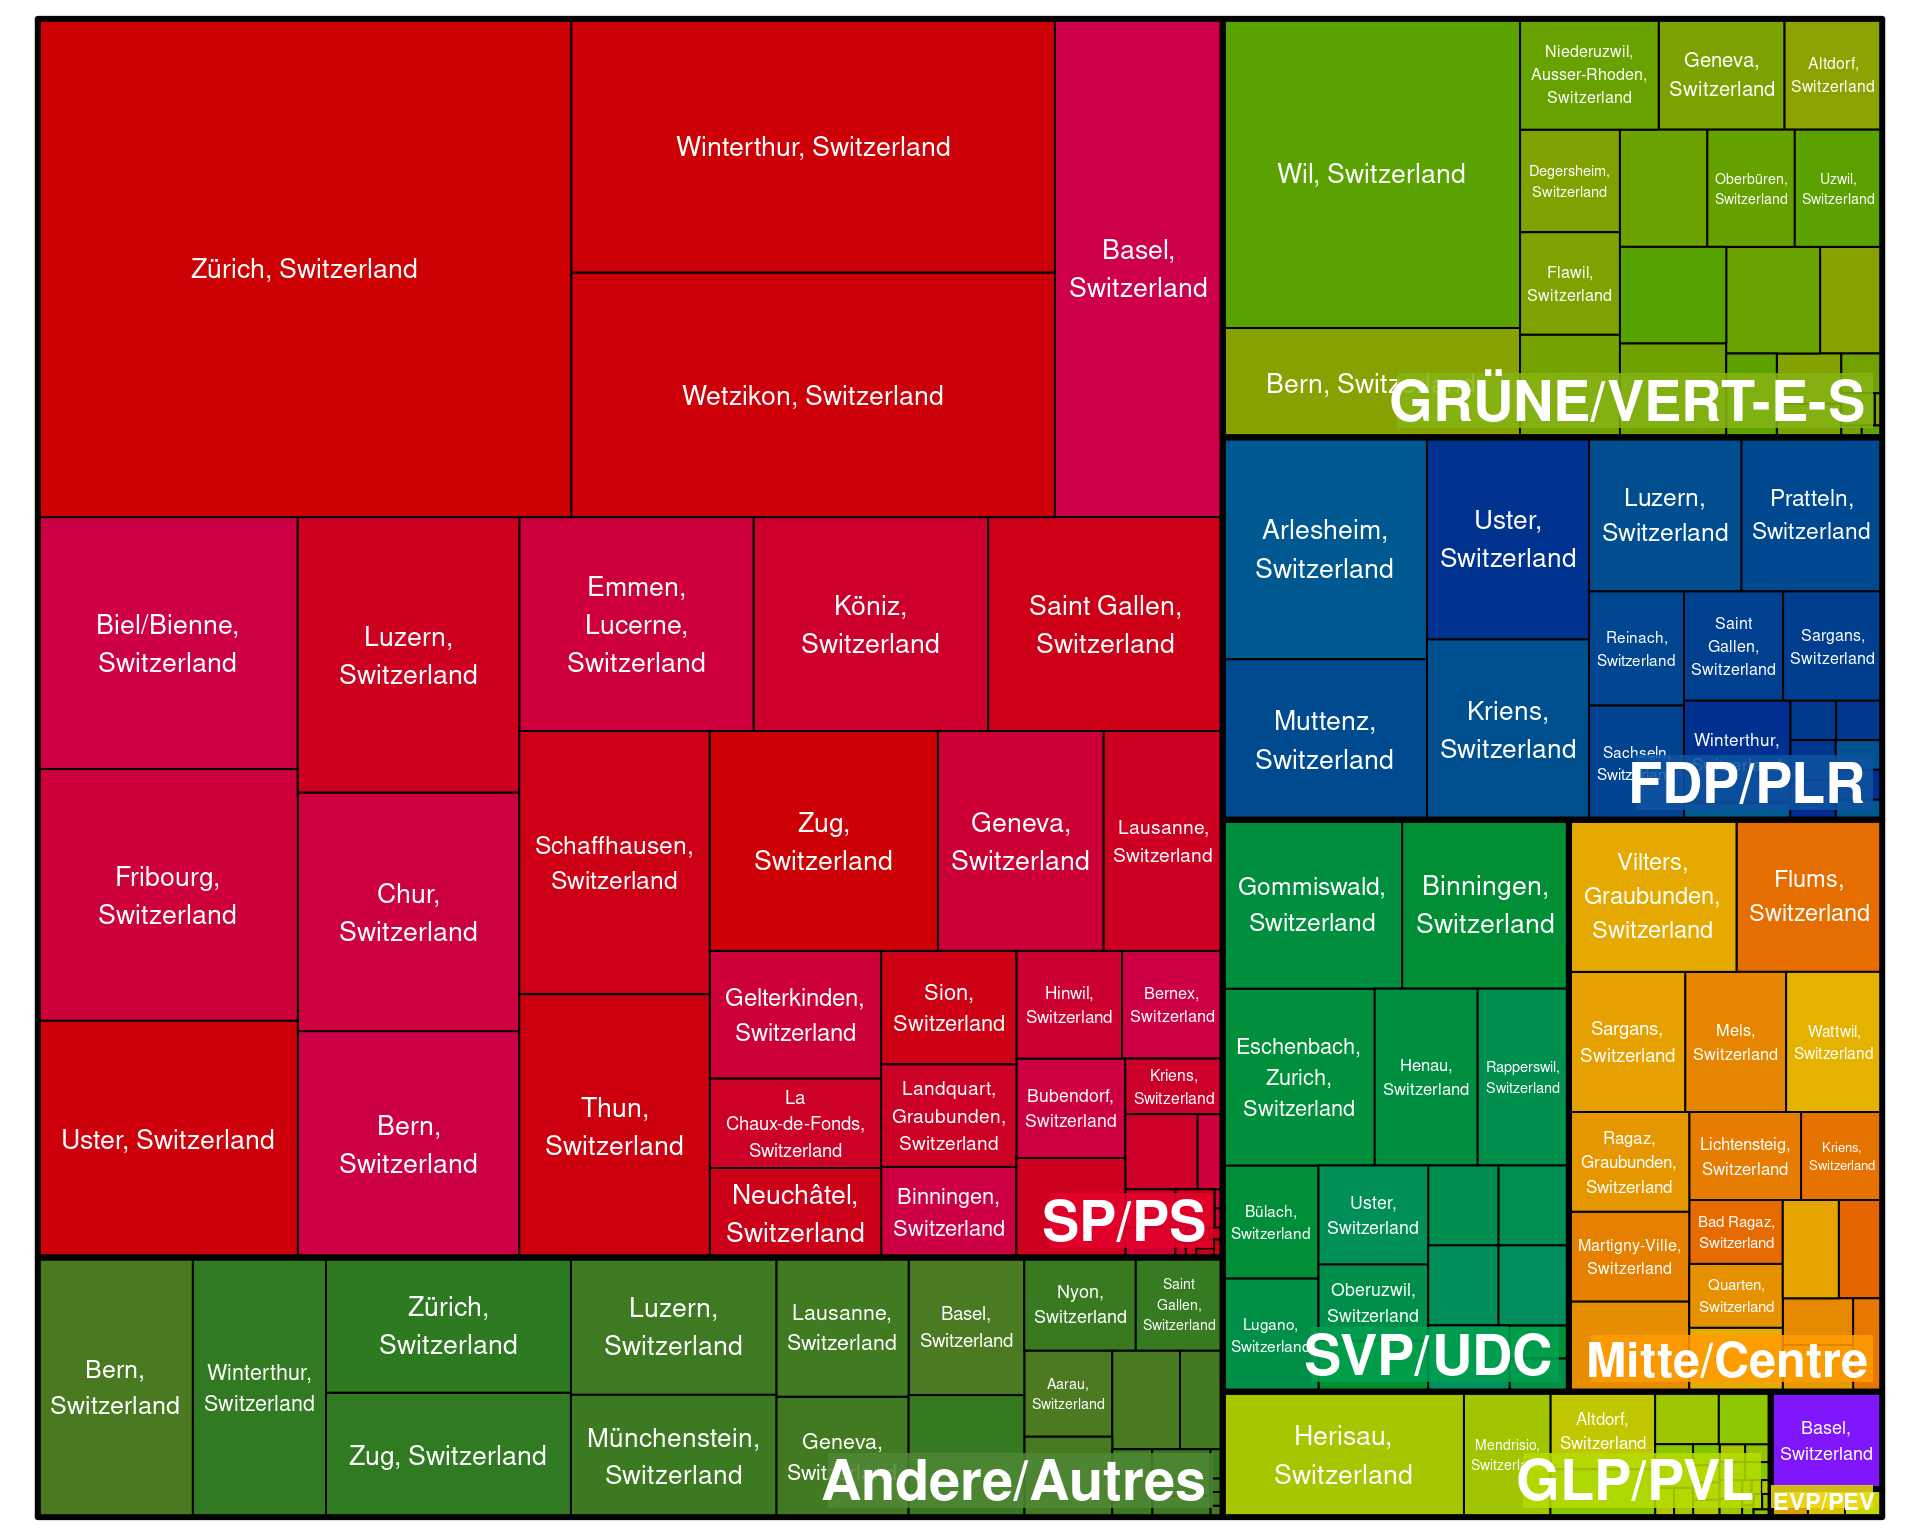 Zürich, Switzerland
Winterthur, Switzerland
Wetzikon, Switzerland
Basel,
Switzerland
Biel/Bienne,
Switzerland
Luzern,
Switzerland
Emmen,
Lucerne,
Switzerland
Köniz,
Switzerland
Saint Gallen,
Switzerland
Fribourg,
Switzerland
Chur,
Switzerland
Schaffhausen,
Switzerland
Zug,
Switzerland
Geneva,
Switzerland
Lausanne,
Switzerland
Uster, Switzerland
Bern,
Switzerland
Thun,
Switzerland
Gelterkinden,
Switzerland
Sion,
Switzerland
Hinwil,
Switzerland
Bernex,
Switzerland
La
Chaux-de-Fonds,
Switzerland
Landquart,
Graubunden,
Switzerland
Bubendorf,
Switzerland
Kriens,
Switzerland
Neuchâtel,
Switzerland
Binningen,
Switzerland
SP/PS
Bern,
Switzerland
Winterthur,
Switzerland
Zürich,
Switzerland
Zug, Switzerland
Luzern,
Switzerland
Münchenstein,
Switzerland
Lausanne,
Switzerland
Geneva,
Switzerland
Basel,
Switzerland
Nyon,
Switzerland
Saint
Gallen,
Switzerland
Aarau,
Switzerland
Andere/Autres
Wil, Switzerland
Bern, Switzerland
Niederuzwil,
Ausser-Rhoden,
Switzerland
Geneva,
Switzerland
Altdorf,
Switzerland
Degersheim,
Switzerland
Oberbüren,
Switzerland
Uzwil,
Switzerland
Flawil,
Switzerland
GRÜNE/VERT-E-S
Arlesheim,
Switzerland
Uster,
Switzerland
Luzern,
Switzerland
Pratteln,
Switzerland
Muttenz,
Switzerland
Kriens,
Switzerland
Reinach,
Switzerland
Saint
Gallen,
Switzerland
Sargans,
Switzerland
Sachseln,
Switzerland
Winterthur,
Switzerland
FDP/PLR
Gommiswald,
Switzerland
Binningen,
Switzerland
Eschenbach,
Zurich,
Switzerland
Henau,
Switzerland
Rapperswil,
Switzerland
Bülach,
Switzerland
Uster,
Switzerland
Lugano,
Switzerland
Oberuzwil,
Switzerland
SVP/UDC
Vilters,
Graubunden,
Switzerland
Flums,
Switzerland
Sargans,
Switzerland
Mels,
Switzerland
Wattwil,
Switzerland
Ragaz,
Graubunden,
Switzerland
Lichtensteig,
Switzerland
Kriens,
Switzerland
Martigny-Ville,
Switzerland
Bad Ragaz,
Switzerland
Quarten,
Switzerland
Mitte/Centre
Herisau,
Switzerland
Mendrisio,
Switzerland
Altdorf,
Switzerland
GLP/PVL
Basel,
Switzerland
EVP/PEV